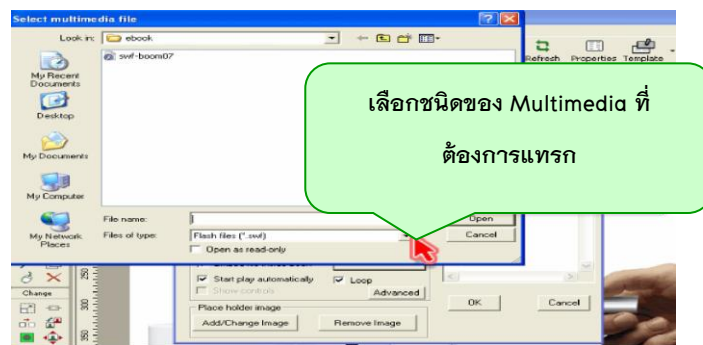 Select multimedia file
Look in: ebook
Refresh Properties Template
My Recent
Documents
swf-boom07
Desktop
My Documents
My Computer
My Network
Places
เลือกชนิดของ Multimedia ที่
ต้องการแทรก
File name: Open
Files of type: Flash files (*.swf) Cancel
Open as read-only
Start play automatically Loop
Show controls Advanced
Change
Place holder image
Add/Change Image Remove Image
OK Cancel
250
300
350